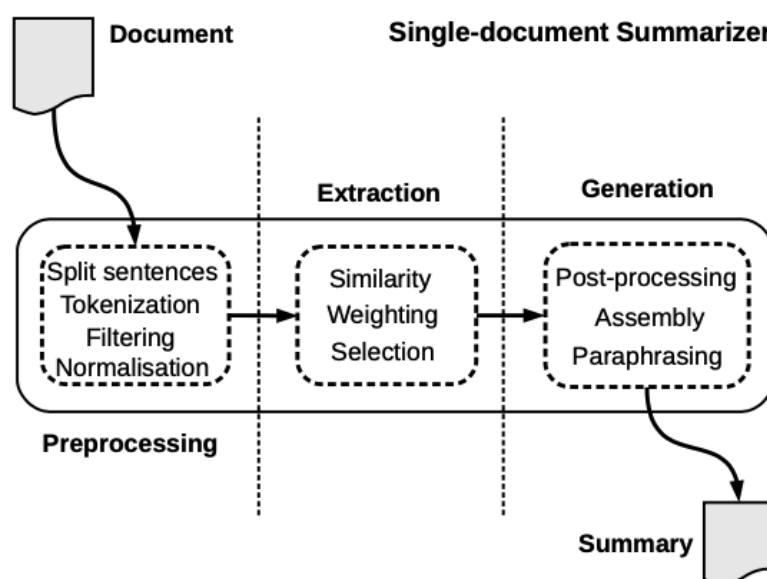 Document
Single-document Summarizer
Extraction
Generation
Split sentences
Tokenization
Filtering
Normalisation
Similarity
Weighting
Selection
Post-processing
Assembly
Paraphrasing
Preprocessing
Summary